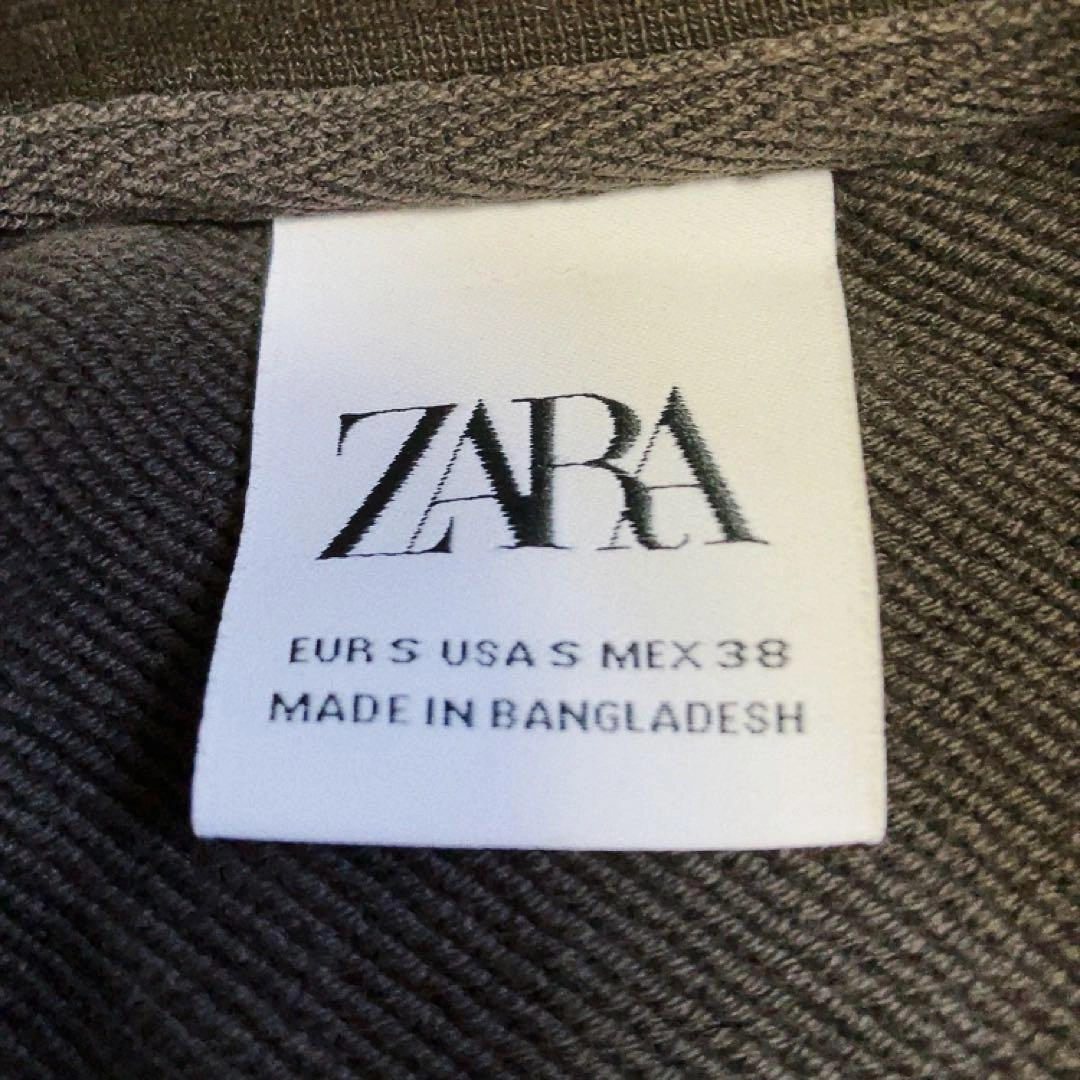 ZARA
EUR S USA S MEX 38
MADE IN BANGLADESH